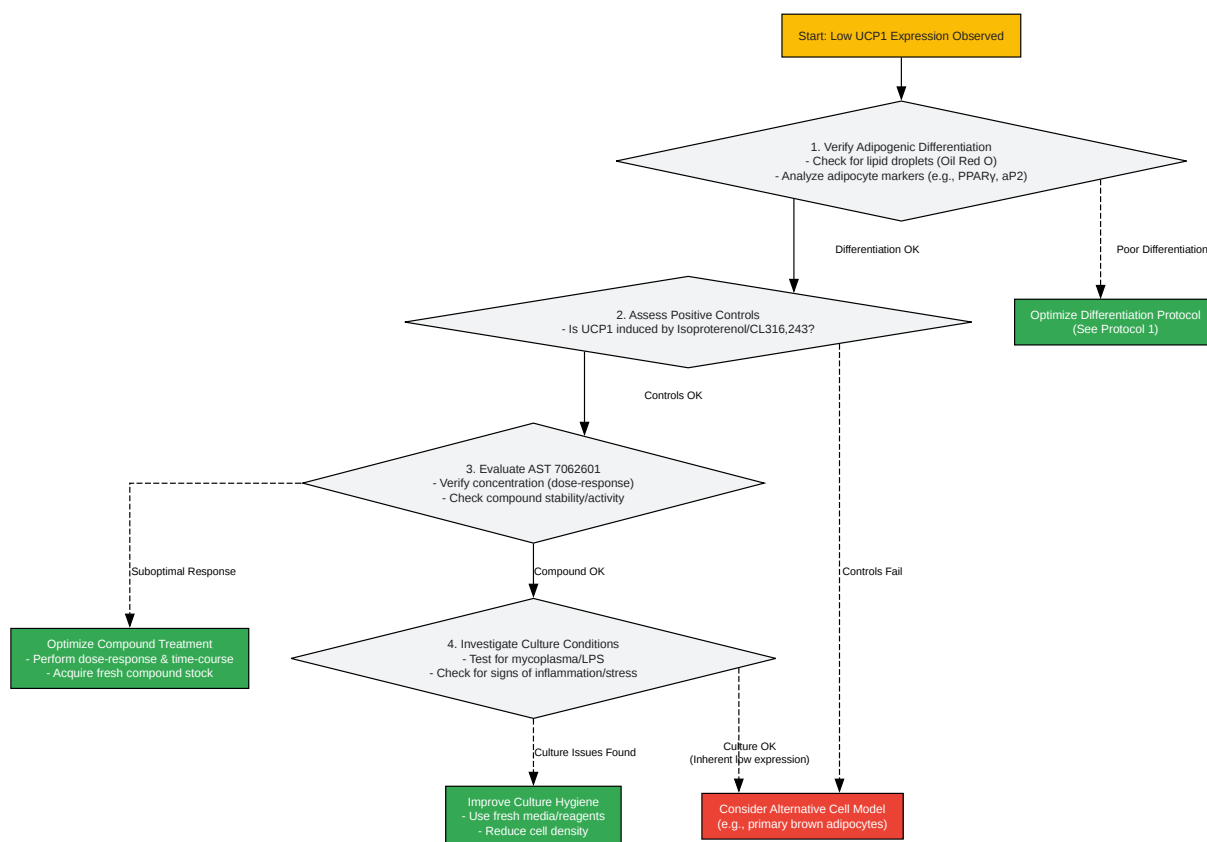 Start: Low UCP1 Expression Observed
1. Verify Adipogenic Differentiation
- Check for lipid droplets (Oil Red O)
- Analyze adipocyte markers (e.g., PPARγ, aP2)
Differentiation OK
Poor Differentiation
2. Assess Positive Controls
- Is UCP1 induced by Isoproterenol/CL316,243?
Optimize Differentiation Protocol
(See Protocol 1)
Controls OK
3. Evaluate AST 7062601
- Verify concentration (dose-response)
- Check compound stability/activity
Suboptimal Response
Compound OK
Controls Fail
Optimize Compound Treatment
- Perform dose-response & time-course
- Acquire fresh compound stock
4. Investigate Culture Conditions
- Test for mycoplasma/LPS
- Check for signs of inflammation/stress
Culture Issues Found
Culture OK
(Inherent low expression)
Improve Culture Hygiene
- Use fresh media/reagents
- Reduce cell density
Consider Alternative Cell Model
(e.g., primary brown adipocytes)